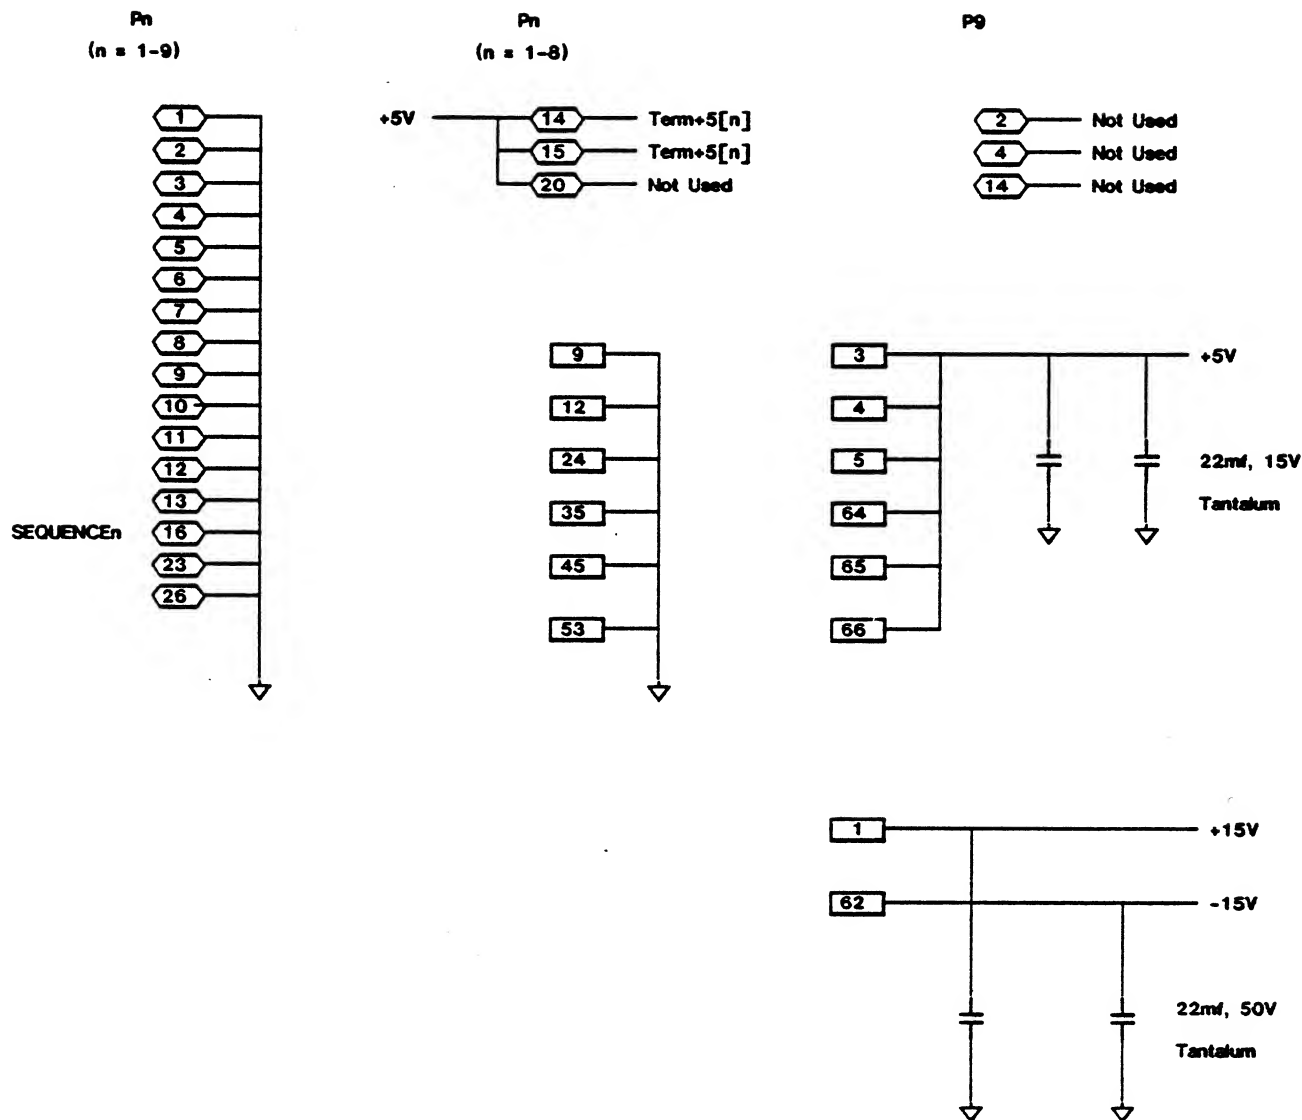 Pn
(n = 1-9)
1
2
3
4
5
6
7
8
9
10
11
12
13
SEQUENCEn 16
23
26
Pn
(n = 1-8)
+5V 14 Term+5[n]
15 Term+5[n]
20 Not Used
9
12
24
35
45
53
P9
2 Not Used
4 Not Used
14 Not Used
3 +5V
4
5
64
65
66
22mf, 15V
Tantalum
1 +15V
62 -15V
22mf, 50V
Tantalum